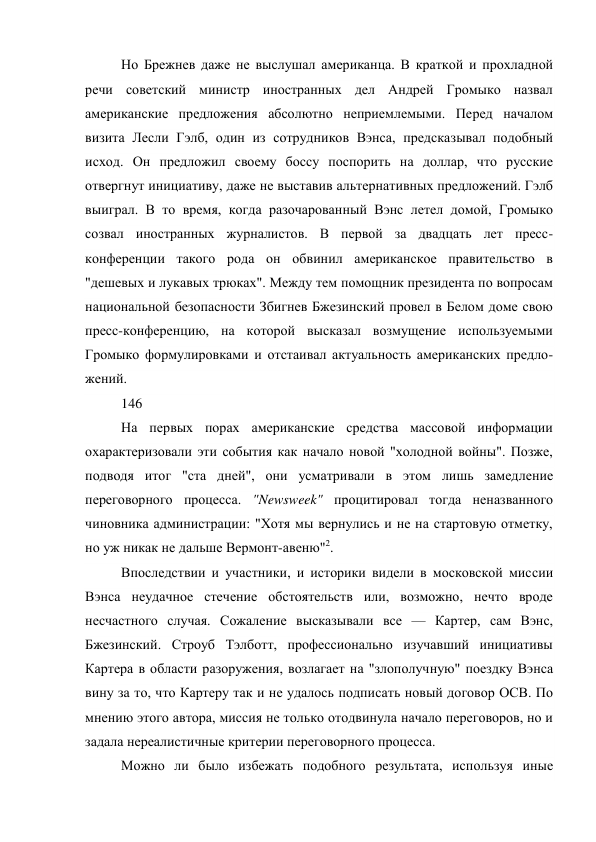 Но Брежнев даже не выслушал американца. В краткой и прохладной
речи советский министр иностранных дел Андрей Громыко назвал
американские предложения абсолютно неприемлемыми. Перед началом
визита Лесли Гэлб, один из сотрудников Вэнса, предсказывал подобный
исход. Он предложил своему боссу поспорить на доллар, что русские
отвергнут инициативу, даже не выставив альтернативных предложений. Гэлб
выиграл. В то время, когда разочарованный Вэнс летел домой, Громыко
созвал иностранных журналистов. В первой за двадцать лет пресс-
конференции такого рода он обвинил американское правительство в
"дешевых и лукавых трюках". Между тем помощник президента по вопросам
национальной безопасности Збигнев Бжезинский провел в Белом доме свою
пресс-конференцию, на которой высказал возмущение используемыми
Громыко формулировками и отстаивал актуальность американских предло-
жений.
146
На первых порах американские средства массовой информации
охарактеризовали эти события как начало новой "холодной войны". Позже,
подводя итог "ста дней", они усматривали в этом лишь замедление
переговорного процесса. "Newsweek" процитировал тогда неназванного
чиновника администрации: "Хотя мы вернулись и не на стартовую отметку,
но уж никак не дальше Вермонт-авеню"2.
Впоследствии и участники, и историки видели в московской миссии
Вэнса неудачное стечение обстоятельств или, возможно, нечто вроде
несчастного случая. Сожаление высказывали все — Картер, сам Вэнс,
Бжезинский. Строуб Тэлботт, профессионально изучавший инициативы
Картера в области разоружения, возлагает на "злополучную" поездку Вэнса
вину за то, что Картеру так и не удалось подписать новый договор ОСВ. По
мнению этого автора, миссия не только отодвинула начало переговоров, но и
задала нереалистичные критерии переговорного процесса.
Можно ли было избежать подобного результата, используя иные